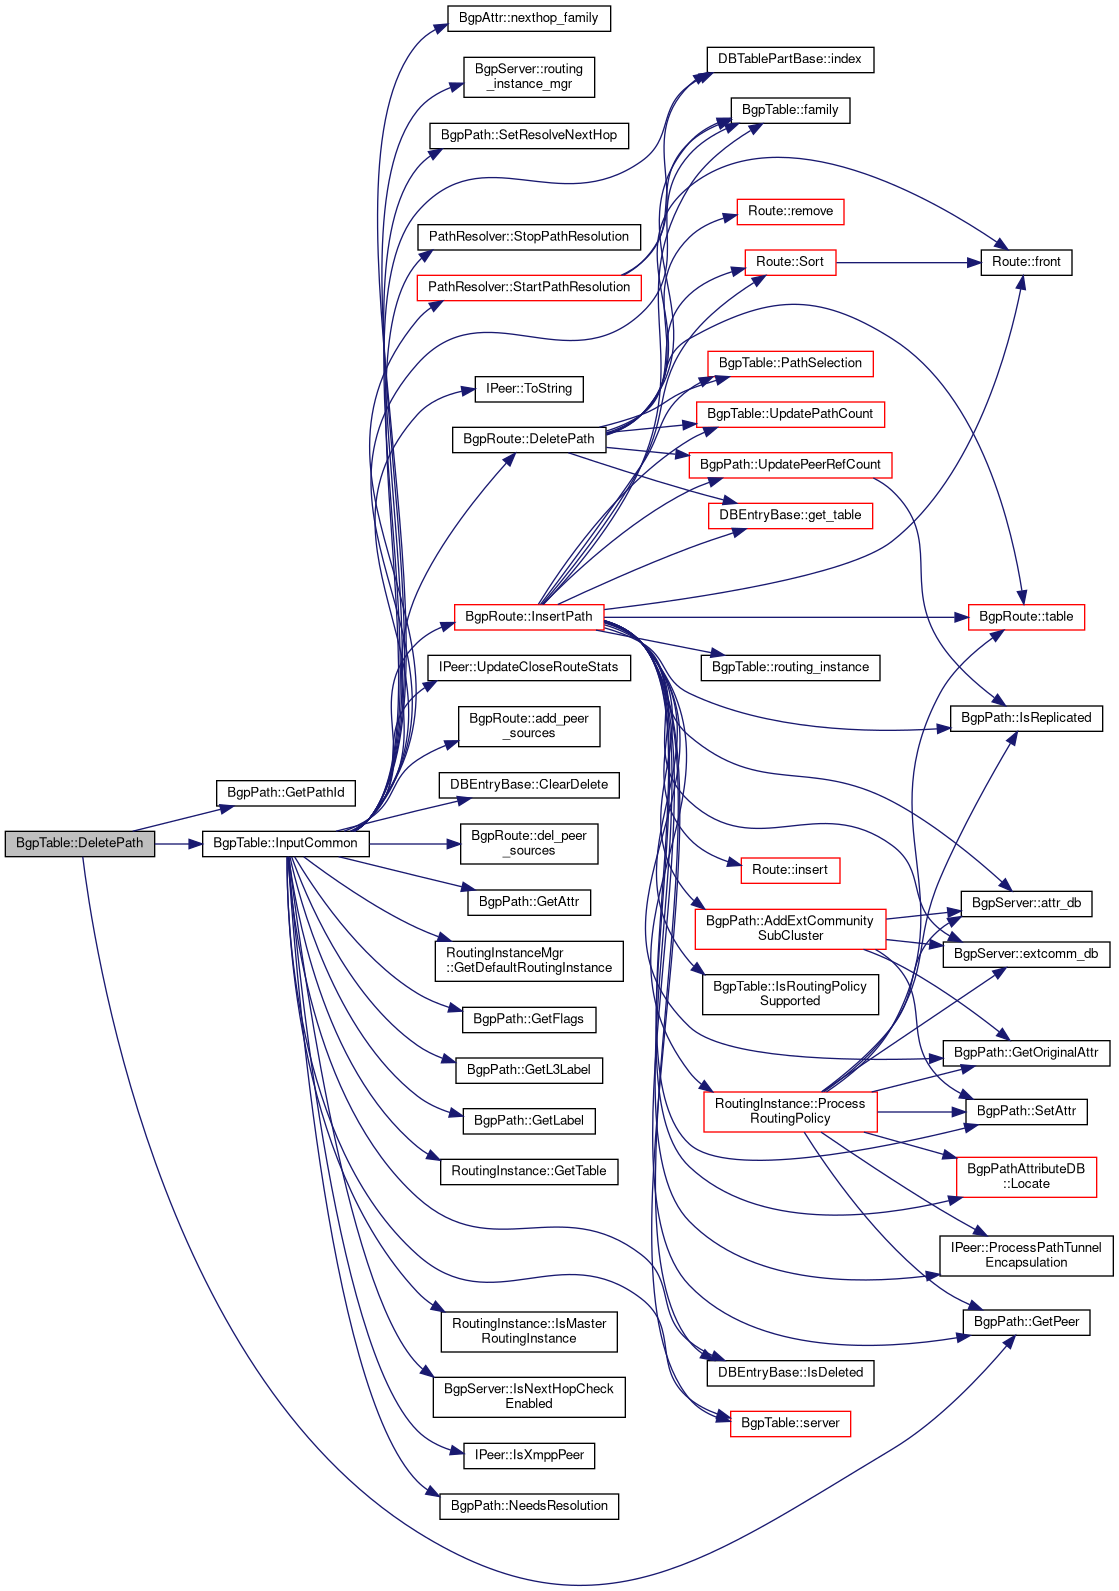 BgpAttr::nexthop_family
BgpServer::routing
_instance_mgr
BgpPath::SetResolveNextHop
PathResolver::StopPathResolution
PathResolver::StartPathResolution
IPeer::ToString
BgpRoute::DeletePath
BgpRoute::InsertPath
IPeer::UpdateCloseRouteStats
BgpRoute::add_peer
_sources
DBEntryBase::ClearDelete
BgpRoute::del_peer
_sources
BgpPath::GetAttr
RoutingInstanceMgr
::GetDefaultRoutingInstance
BgpPath::GetFlags
BgpPath::GetL3Label
BgpPath::GetLabel
RoutingInstance::GetTable
RoutingInstance::IsMaster
RoutingInstance
BgpServer::IsNextHopCheck
Enabled
IPeer::IsXmppPeer
BgpPath::NeedsResolution
BgpPath::GetPathId
BgpTable::DeletePath
BgpTable::InputCommon
DBTablePartBase::index
BgpTable::family
Route::remove
Route::Sort
Route::front
BgpTable::PathSelection
BgpTable::UpdatePathCount
BgpPath::UpdatePeerRefCount
DBEntryBase::get_table
BgpRoute::table
BgpTable::routing_instance
BgpPath::IsReplicated
Route::insert
BgpServer::attr_db
BgpPath::AddExtCommunity
SubCluster
BgpServer::extcomm_db
BgpTable::IsRoutingPolicy
Supported
BgpPath::GetOriginalAttr
RoutingInstance::Process
RoutingPolicy
BgpPath::SetAttr
BgpPathAttributeDB
::Locate
IPeer::ProcessPathTunnel
Encapsulation
BgpPath::GetPeer
DBEntryBase::IsDeleted
BgpTable::server